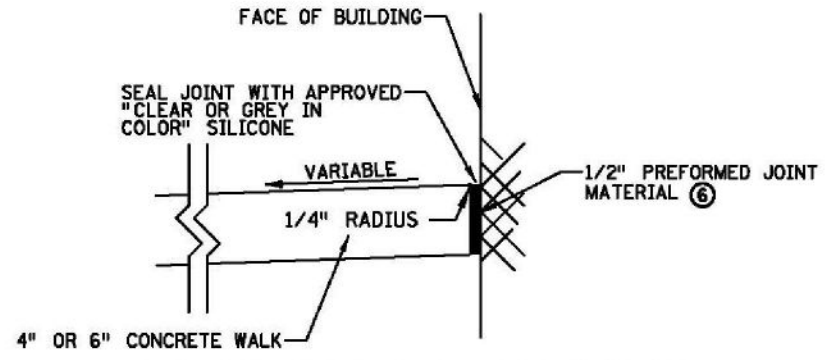 FACE OF BUILDING
SEAL JOINT WITH APPROVED
"CLEAR OR GREY IN
COLOR" SILICONE
VARIABLE
1/2" PREFORMED JOINT
MATERIAL ⑥
1/4" RADIUS
4" OR 6" CONCRETE WALK